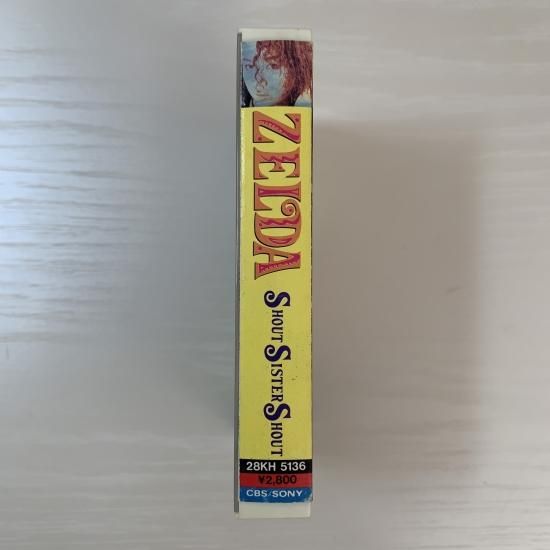 ZELDA
SHOUT SISTER SHOUT
28KH 5136
¥2,800
CBS/SONY